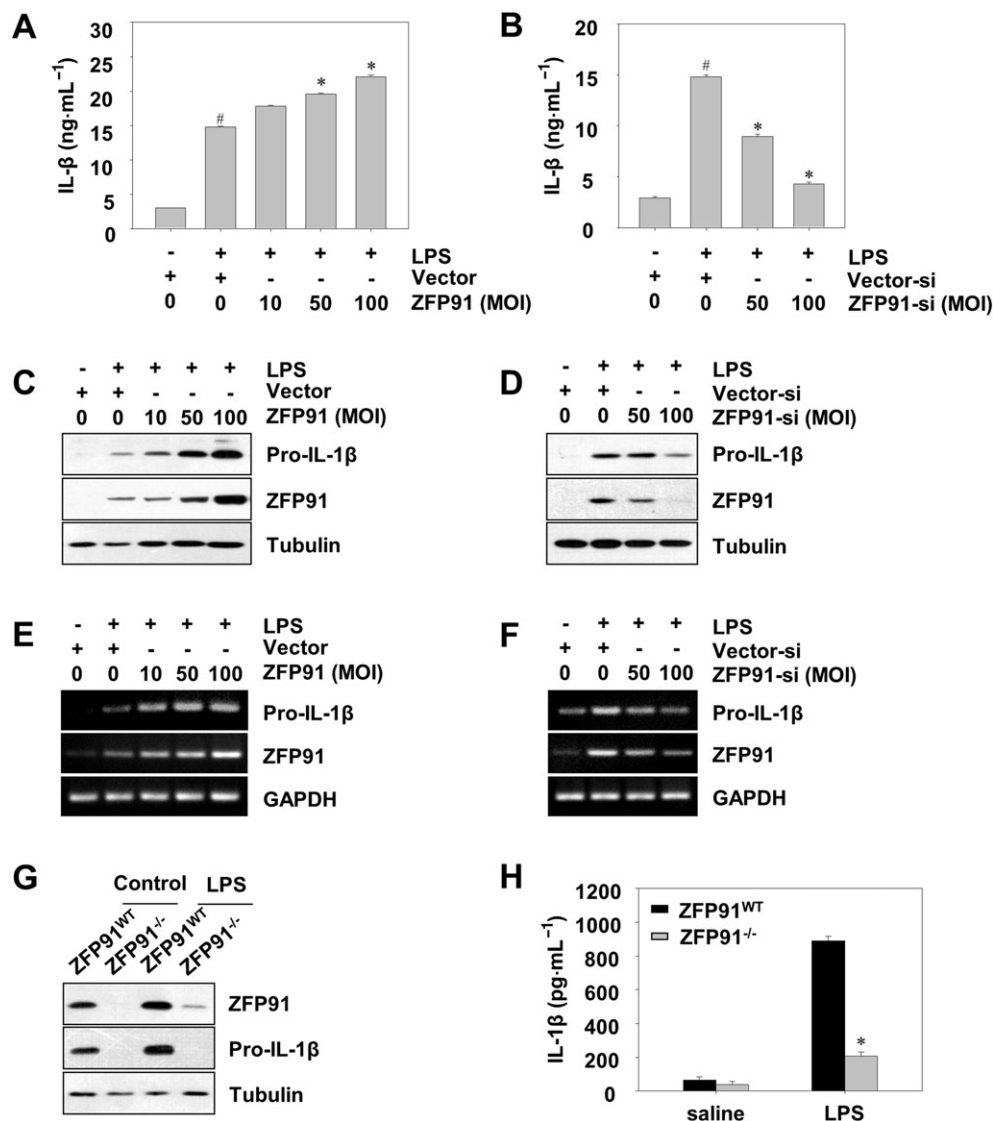 A
IL-β (ng·mL⁻¹)
30
25
20
15
10
5
0
#
*
*
- + + + + LPS
+ + - - - Vector
0 0 10 50 100 ZFP91 (MOI)
B
IL-β (ng·mL⁻¹)
20
15
10
5
0
#
*
*
- + + + LPS
+ + - - Vector-si
0 0 50 100 ZFP91-si (MOI)
C
- + + + + LPS
+ + - - - Vector
0 0 10 50 100 ZFP91 (MOI)
Pro-IL-1β
ZFP91
Tubulin
D
- + + + LPS
+ + - - Vector-si
0 0 50 100 ZFP91-si (MOI)
Pro-IL-1β
ZFP91
Tubulin
E
- + + + + LPS
+ + - - - Vector
0 0 10 50 100 ZFP91 (MOI)
Pro-IL-1β
ZFP91
GAPDH
F
- + + + LPS
+ + - - Vector-si
0 0 50 100 ZFP91-si (MOI)
Pro-IL-1β
ZFP91
GAPDH
G
Control LPS
ZFP91ᵂᵀ ZFP91⁻/⁻ ZFP91ᵂᵀ ZFP91⁻/⁻
ZFP91
Pro-IL-1β
Tubulin
H
IL-1β (pg·mL⁻¹)
1200
1000
900
800
600
400
200
0
ZFP91ᵂᵀ
ZFP91⁻/⁻
*
saline LPS